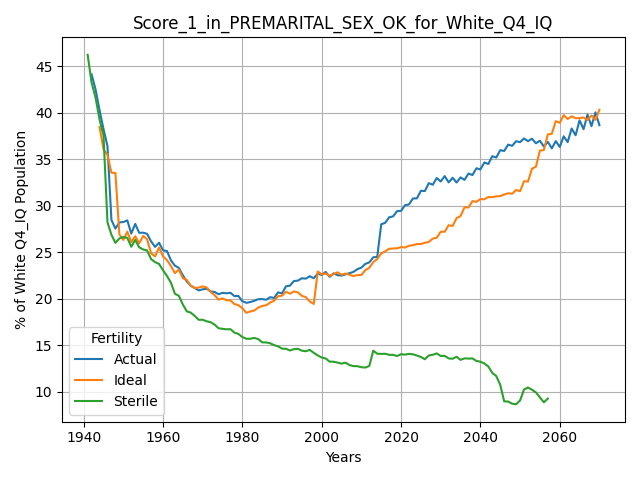 Score_1_in_PREMARITAL_SEX_OK_for_White_Q4_IQ
% of White Q4_IQ Population
45
40
35
30
25
20
15
10
Fertility
Actual
Ideal
Sterile
1940 1960 1980 2000 2020 2040 2060
Years